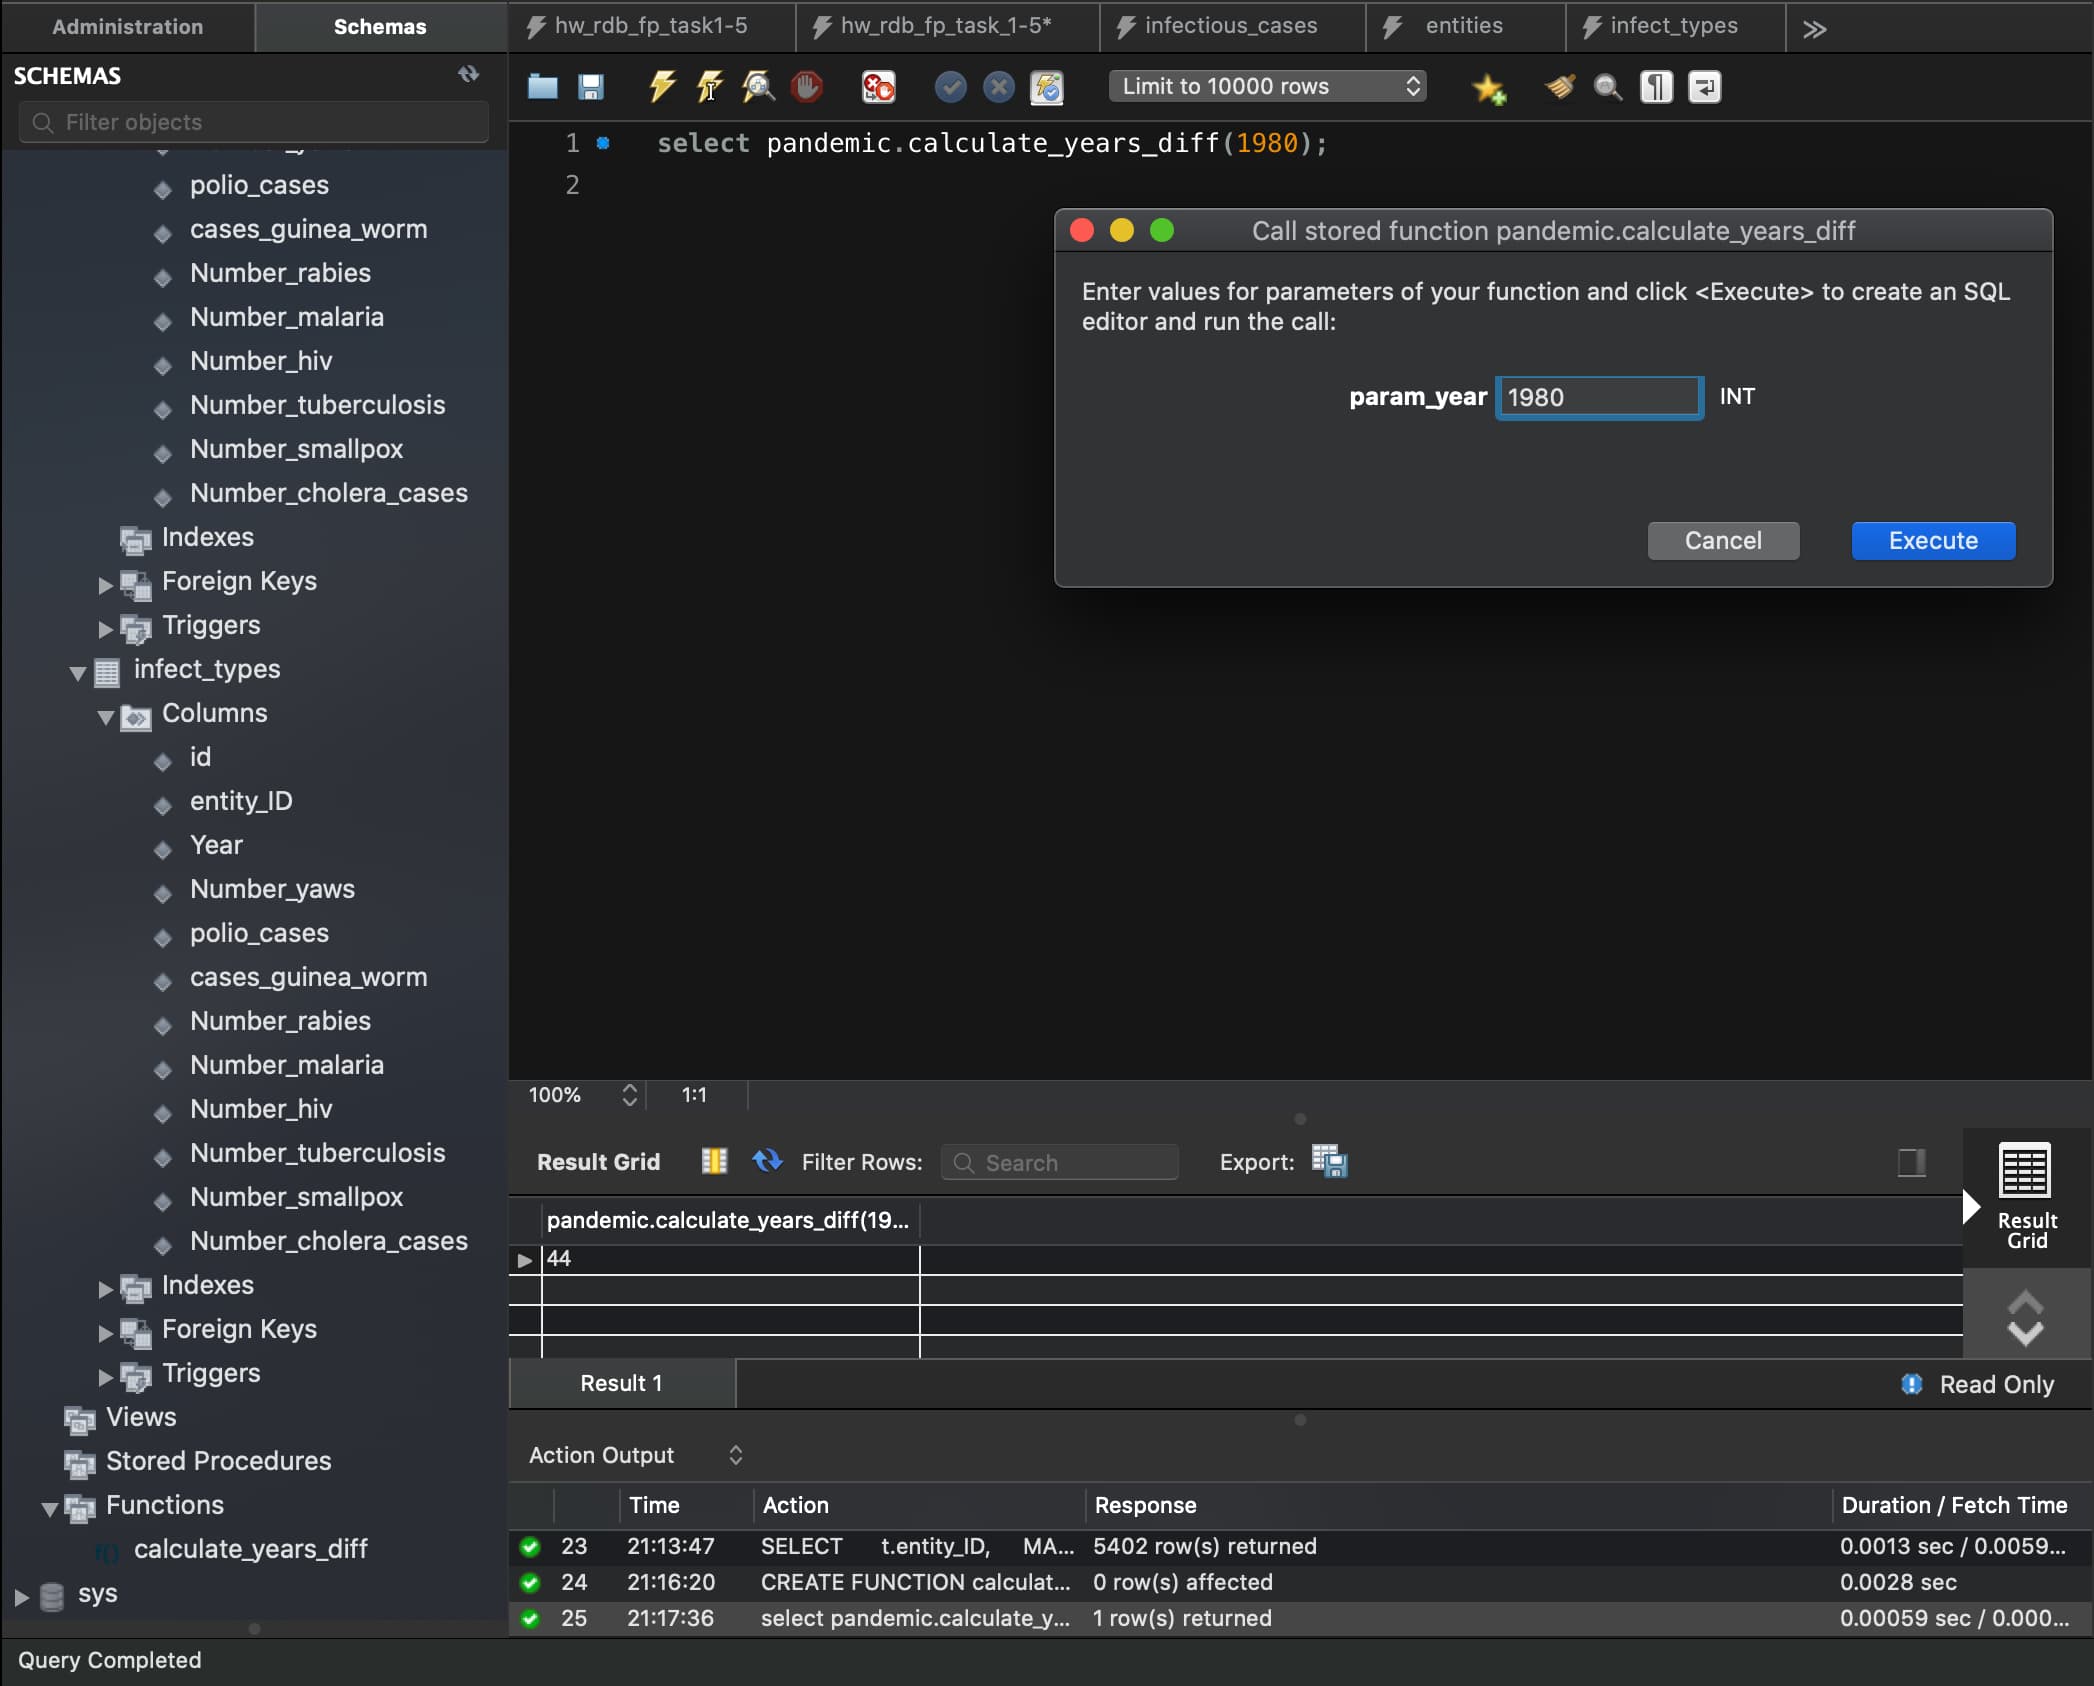 Administration
Schemas
SCHEMAS
Filter objects
polio_cases
cases_guinea_worm
Number_rabies
Number_malaria
Number_hiv
Number_tuberculosis
Number_smallpox
Number_cholera_cases
Indexes
Foreign Keys
Triggers
infect_types
Columns
id
entity_ID
Year
Number_yaws
polio_cases
cases_guinea_worm
Number_rabies
Number_malaria
Number_hiv
Number_tuberculosis
Number_smallpox
Number_cholera_cases
Indexes
Foreign Keys
Triggers
Views
Stored Procedures
Functions
f() calculate_years_diff
sys
hw_rdb_fp_task1-5
hw_rdb_fp_task_1-5*
infectious_cases
entities
infect_types
Limit to 10000 rows
1 select pandemic.calculate_years_diff(1980);
2
Call stored function pandemic.calculate_years_diff
Enter values for parameters of your function and click <Execute> to create an SQL
editor and run the call:
param_year 1980 INT
Cancel
Execute
100%
1:1
Result Grid
Filter Rows:
Search
Export:
pandemic.calculate_years_diff(19...
44
Result
Grid
Result 1
Read Only
Action Output
Time Action Response Duration / Fetch Time
23 21:13:47 SELECT t.entity_ID, MA... 5402 row(s) returned 0.0013 sec / 0.0059...
24 21:16:20 CREATE FUNCTION calculat... 0 row(s) affected 0.0028 sec
25 21:17:36 select pandemic.calculate_y... 1 row(s) returned 0.00059 sec / 0.000...
Query Completed